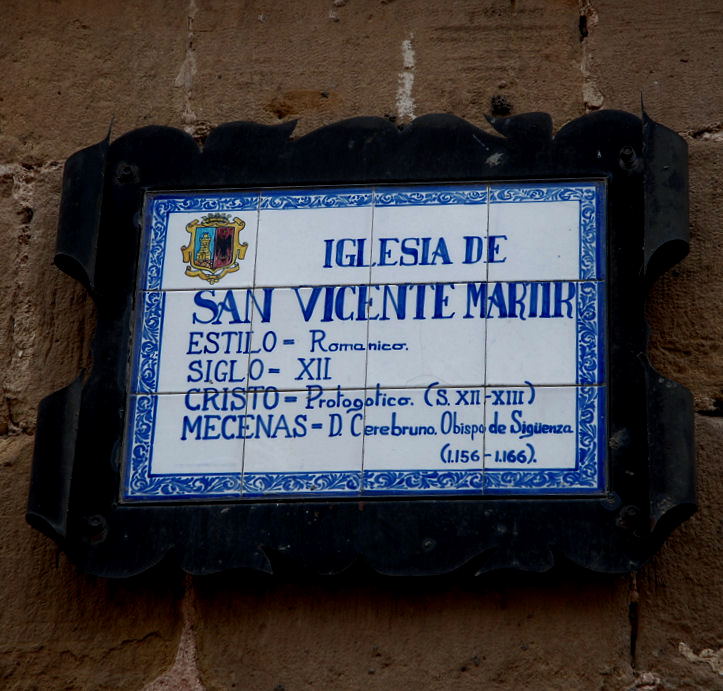 IGLESIA DE
SAN VICENTE MARTIR
ESTILO = Romanico.
SIGLO = XII
CRISTO = Protogotico. (S. XII-XIII)
MECENAS = D. Cerebruno. Obispo de Sigüenza
(1.156 - 1.166).